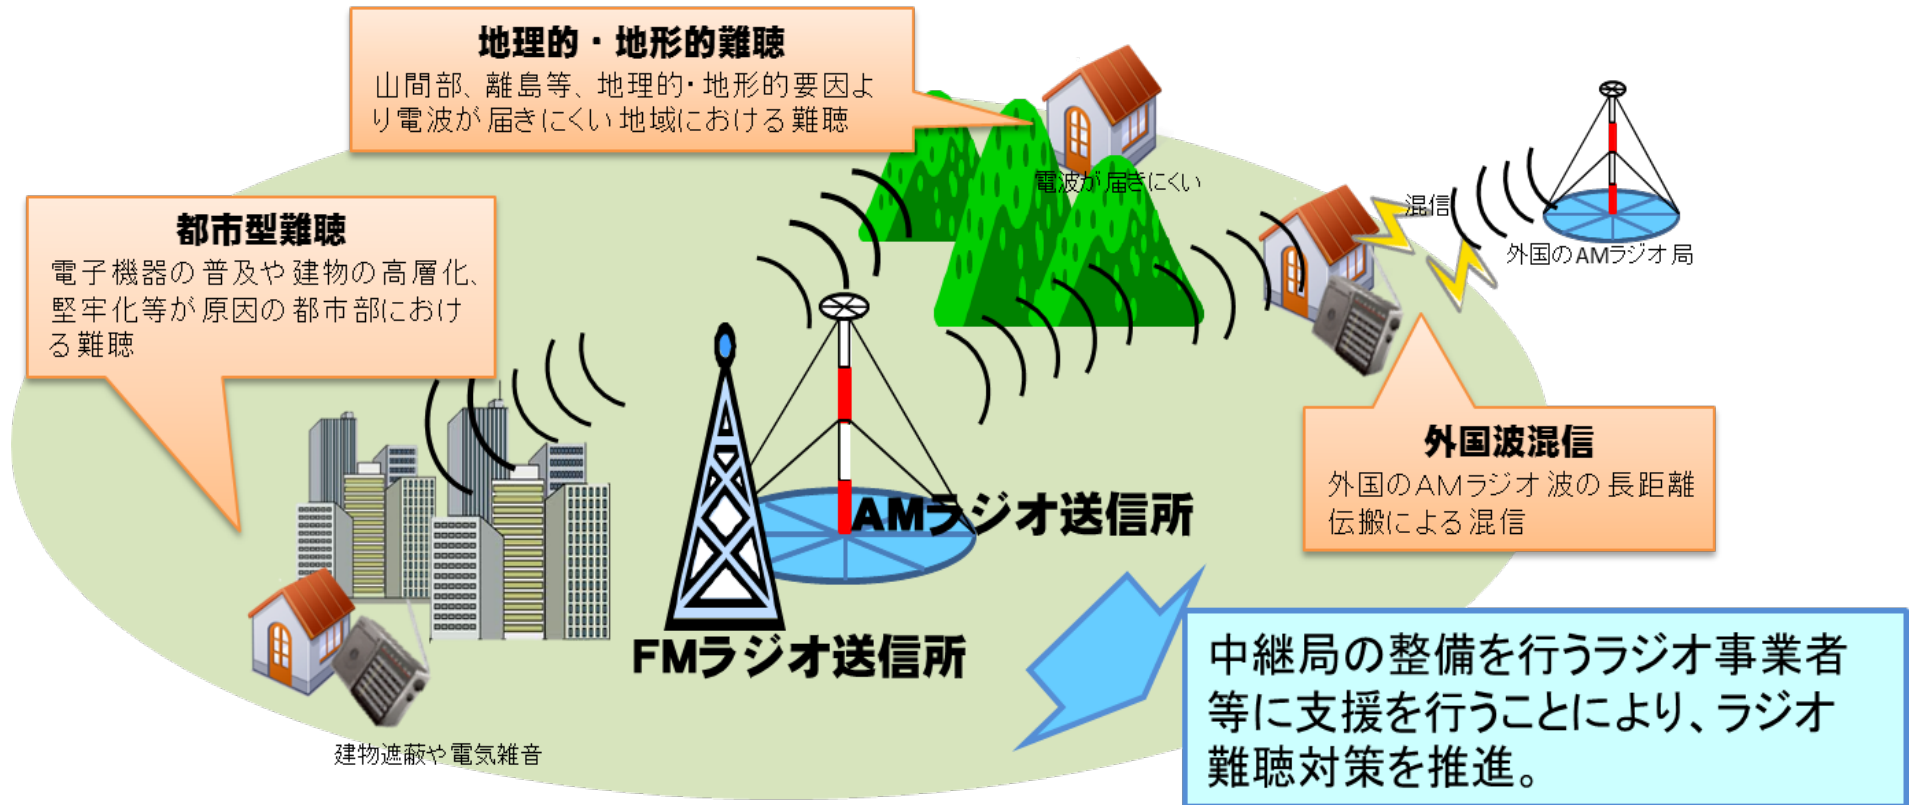 地理的・地形的難聴
山間部、離島等、地理的・地形的要因よ
り電波が届きにくい地域における難聴
電波が届きにくい
混信
外国のAMラジオ局
都市型難聴
電子機器の普及や建物の高層化、
堅牢化等が原因の都市部におけ
る難聴
外国波混信
外国のAMラジオ波の長距離
伝搬による混信
AMラジオ送信所
FMラジオ送信所
建物遮蔽や電気雑音
中継局の整備を行うラジオ事業者
等に支援を行うことにより、ラジオ
難聴対策を推進。